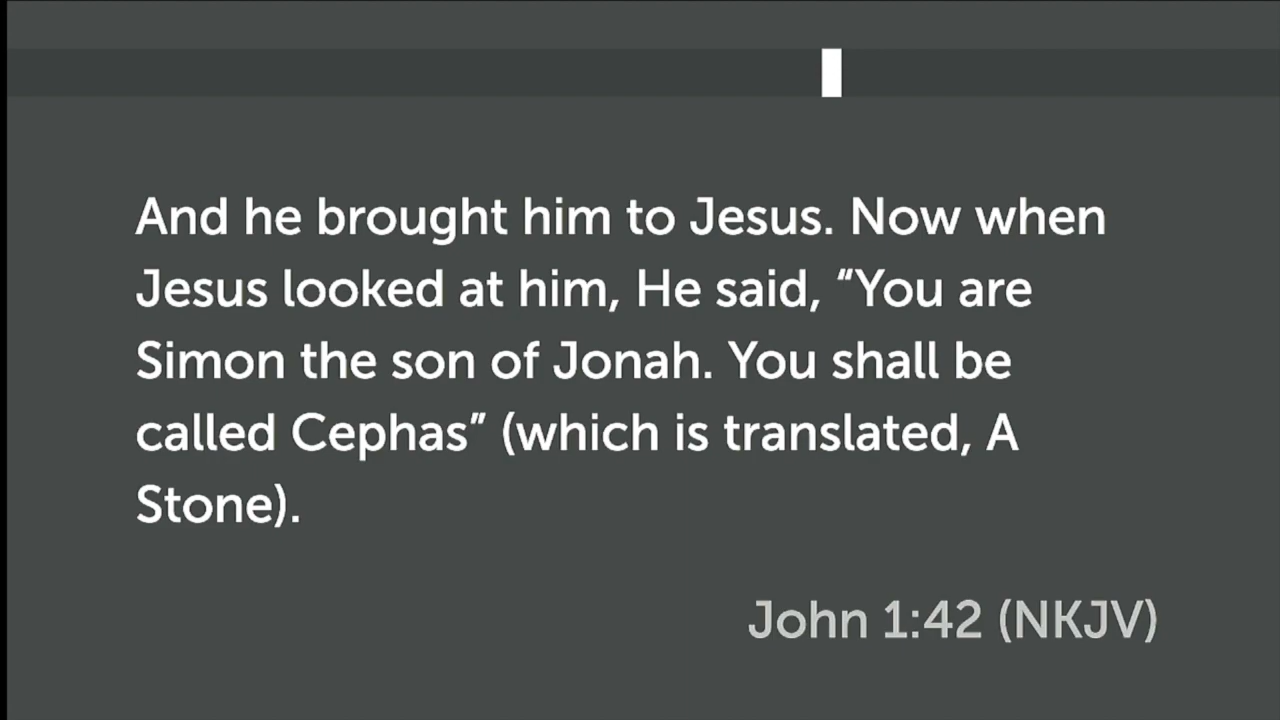 And he brought him to Jesus. Now when
Jesus looked at him, He said, “You are
Simon the son of Jonah. You shall be
called Cephas” (which is translated, A
Stone).
John 1:42 (NKJV)